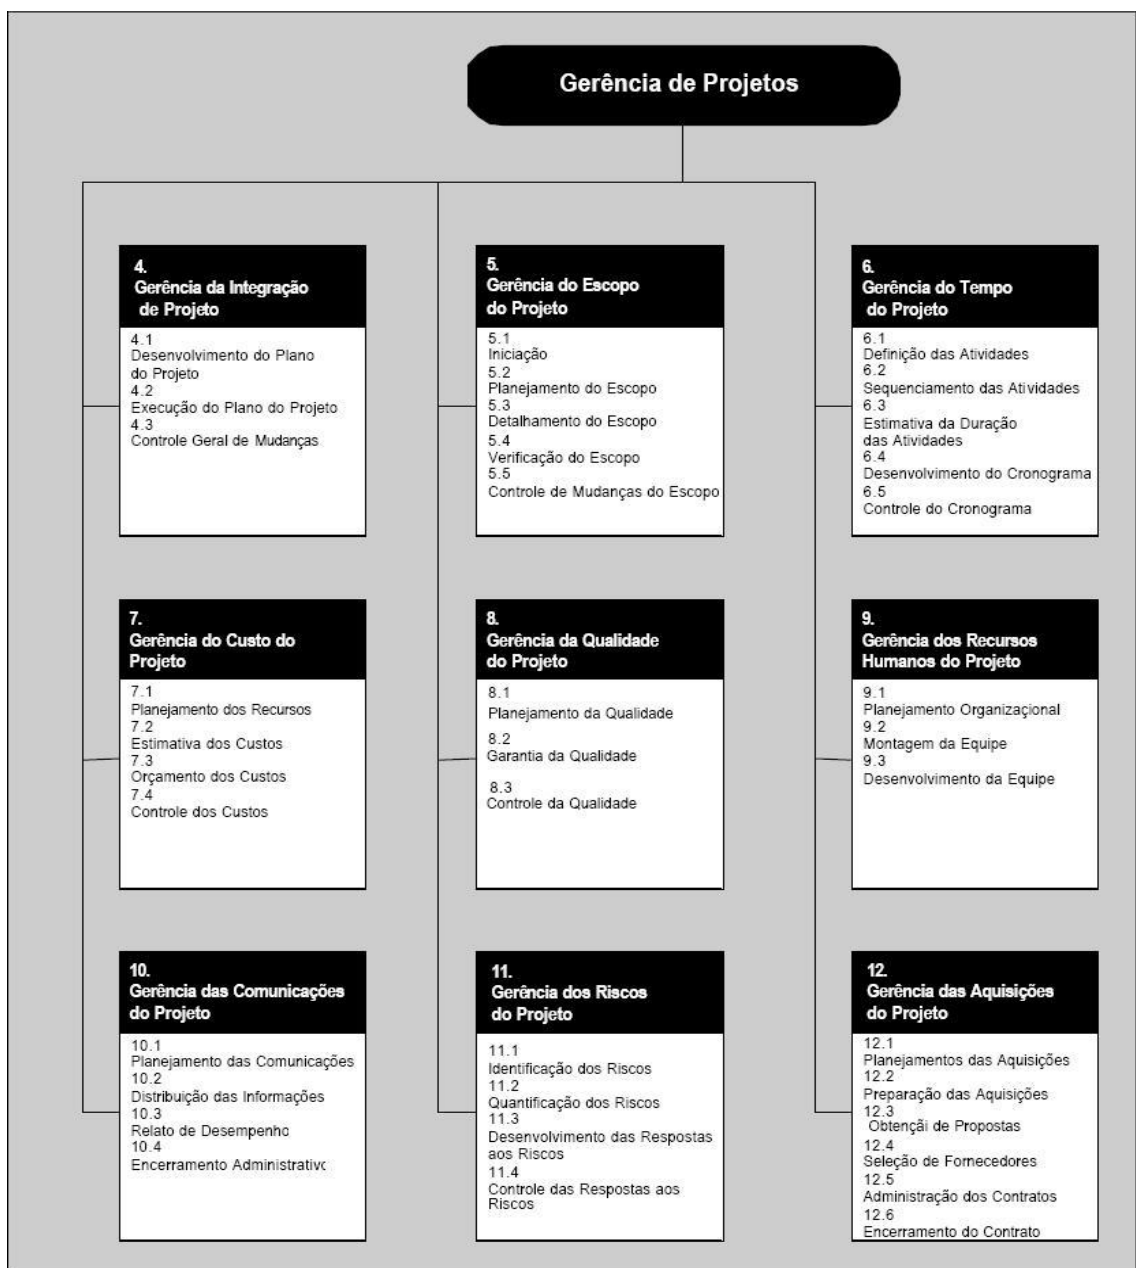 Gerência de Projetos
4.
Gerência da Integração
de Projeto
4.1
Desenvolvimento do Plano
do Projeto
4.2
Execução do Plano do Projeto
4.3
Controle Geral de Mudanças
5.
Gerência do Escopo
do Projeto
5.1
Iniciação
5.2
Planejamento do Escopo
5.3
Detalhamento do Escopo
5.4
Verificação do Escopo
5.5
Controle de Mudanças do Escopo
6.
Gerência do Tempo
do Projeto
6.1
Definição das Atividades
6.2
Sequenciamento das Atividades
6.3
Estimativa da Duração
das Atividades
6.4
Desenvolvimento do Cronograma
6.5
Controle do Cronograma
7.
Gerência do Custo do
Projeto
7.1
Planejamento dos Recursos
7.2
Estimativa dos Custos
7.3
Orçamento dos Custos
7.4
Controle dos Custos
8.
Gerência da Qualidade
do Projeto
8.1
Planejamento da Qualidade
8.2
Garantia da Qualidade
8.3
Controle da Qualidade
9.
Gerência dos Recursos
Humanos do Projeto
9.1
Planejamento Organizaçional
9.2
Montagem da Equipe
9.3
Desenvolvimento da Equipe
10.
Gerência das Comunicações
do Projeto
10.1
Planejamento das Comunicações
10.2
Distribuição das Informações
10.3
Relato de Desempenho
10.4
Encerramento Administrativo
11.
Gerência dos Riscos
do Projeto
11.1
Identificação dos Riscos
11.2
Quantificação dos Riscos
11.3
Desenvolvimento das Respostas
aos Riscos
11.4
Controle das Respostas aos
Riscos
12.
Gerência das Aquisições
do Projeto
12.1
Planejamentos das Aquisições
12.2
Preparação das Aquisições
12.3
Obtençãi de Propostas
12.4
Seleção de Fornecedores
12.5
Administração dos Contratos
12.6
Encerramento do Contrato